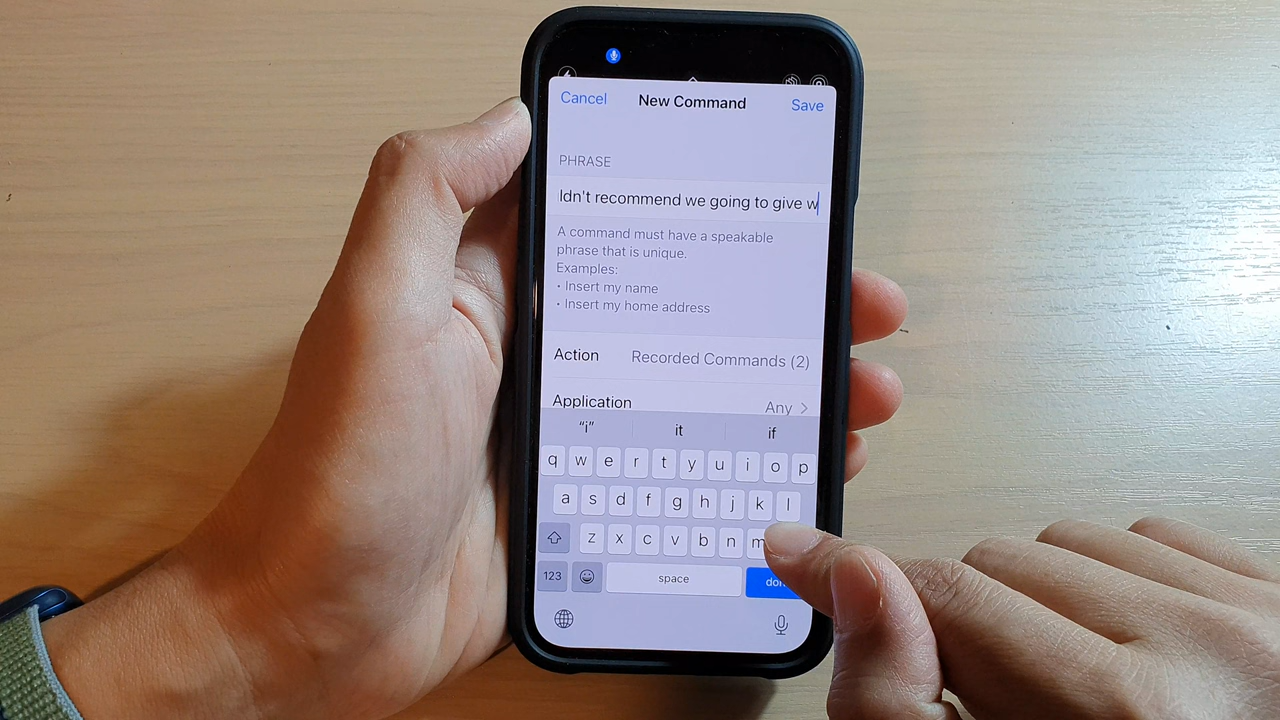 Cancel New Command Save
PHRASE
ldn't recommend we going to give w
A command must have a speakable
phrase that is unique.
Examples:
- Insert my name
Insert my home address
Action Recorded Commands (2)
Application Any
“i” it if
q w e r t y u i o p
a s d f g h j k l
z x c v b n m
123 space